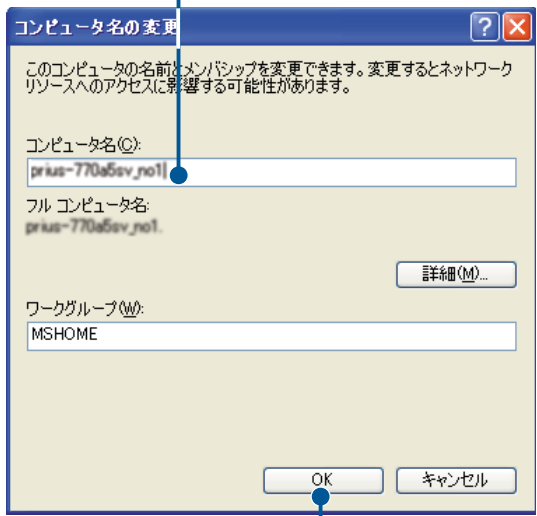 コンピュータ名の変更
このコンピュータの名前とメンバシップを変更できます。変更するとネットワーク
リソースへのアクセスに影響する可能性があります。
コンピュータ名(C):
prius-770a5sv_no1
フル コンピュータ名:
prius-770a5sv_no1.
詳細(M)...
ワークグループ(W):
MSHOME
OK
キャンセル